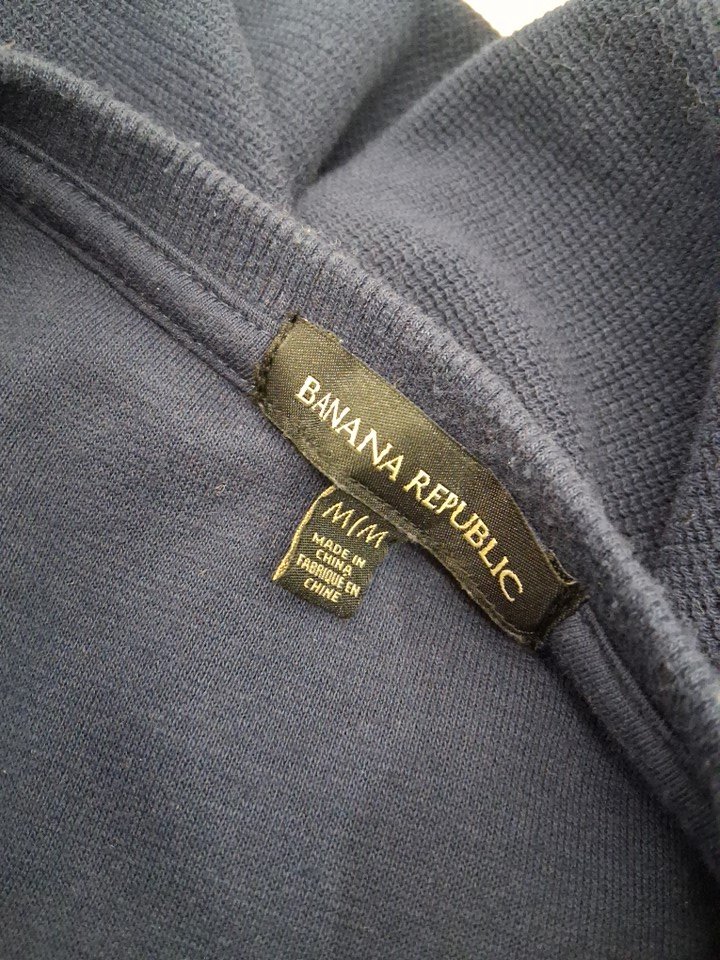 BANANA REPUBLIC
M/M
MADE IN
CHINA
FABRIQUÉ EN
CHINE